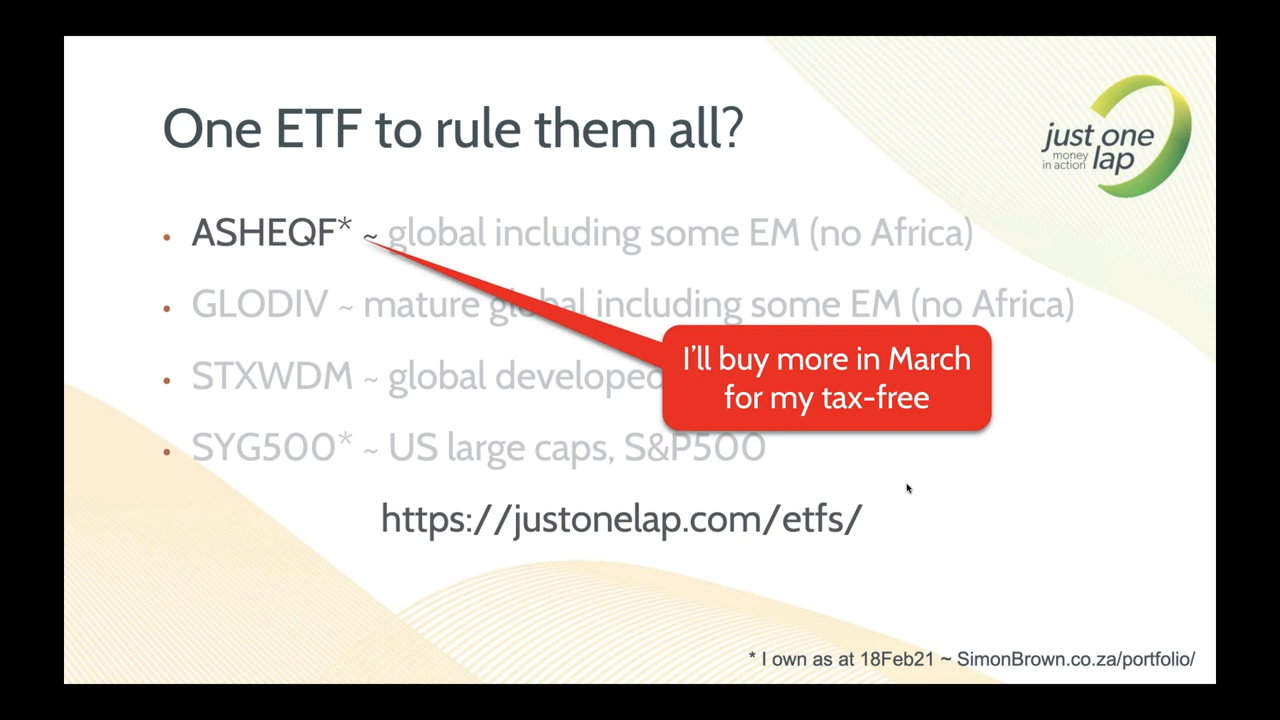 One ETF to rule them all?
just one
money
in action
lap
• ASHEQF* ~ global including some EM (no Africa)
• GLODIV ~ mature global including some EM (no Africa)
• STXWDM ~ global developed
I'll buy more in March
for my tax-free
• SYG500* ~ US large caps, S&P500
https://justonelap.com/etfs/
* I own as at 18Feb21 ~ SimonBrown.co.za/portfolio/